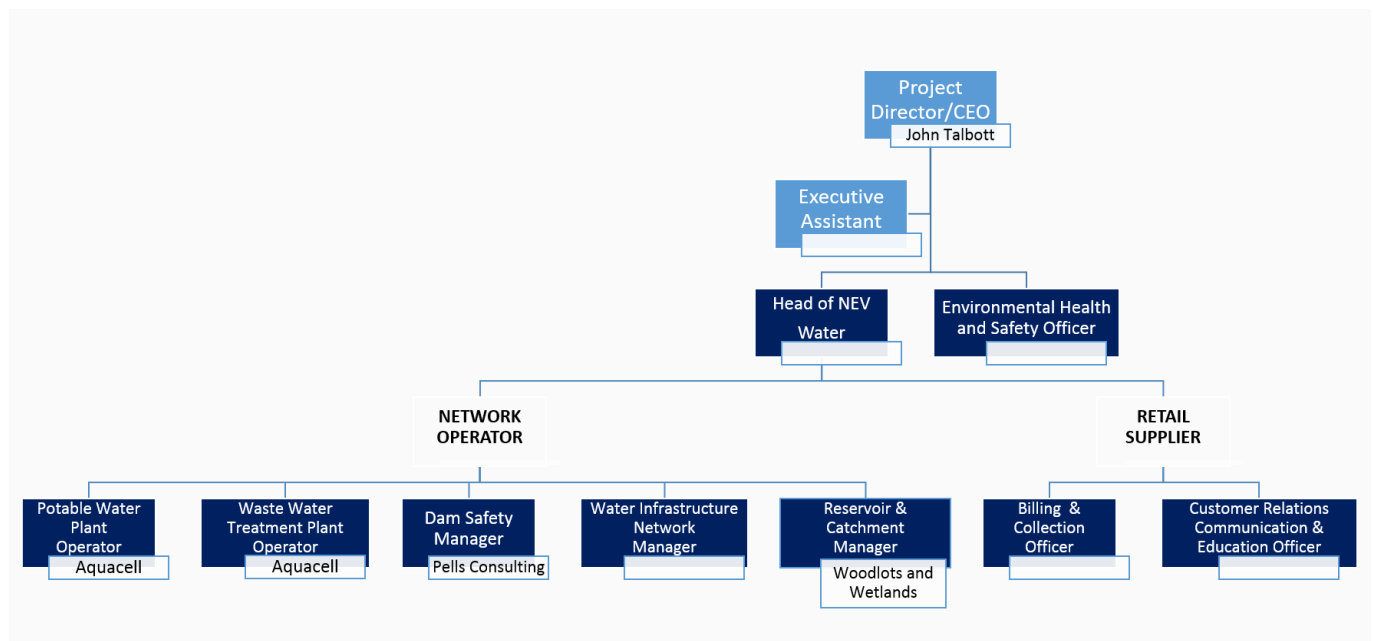 Project
Director/CEO
John Talbott
Executive
Assistant
Head of NEV
Water
Environmental Health
and Safety Officer
NETWORK
OPERATOR
RETAIL
SUPPLIER
Potable Water
Plant
Operator
Aquacell
Waste Water
Treatment Plant
Operator
Aquacell
Dam Safety
Manager
Pells Consulting
Water Infrastructure
Network
Manager
Reservoir &
Catchment
Manager
Woodlots and
Wetlands
Billing &
Collection
Officer
Customer Relations
Communication &
Education Officer